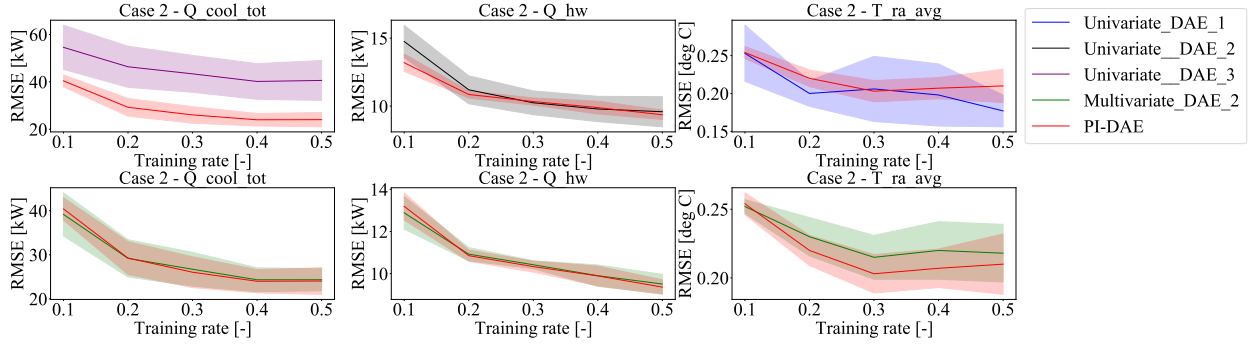 Case 2 - Q_cool_tot
RMSE [kW]
60
40
20
0.1 0.2 0.3 0.4 0.5
Training rate [-]
Case 2 - Q_hw
RMSE [kW]
15
10
0.1 0.2 0.3 0.4 0.5
Training rate [-]
Case 2 - T_ra_avg
RMSE [deg C]
0.25
0.20
0.15
0.1 0.2 0.3 0.4 0.5
Training rate [-]
Univariate_DAE_1
Univariate__DAE_2
Univariate__DAE_3
Multivariate_DAE_2
PI-DAE
Case 2 - Q_cool_tot
RMSE [kW]
40
30
20
0.1 0.2 0.3 0.4 0.5
Training rate [-]
Case 2 - Q_hw
RMSE [kW]
14
12
10
0.1 0.2 0.3 0.4 0.5
Training rate [-]
Case 2 - T_ra_avg
RMSE [deg C]
0.25
0.20
0.1 0.2 0.3 0.4 0.5
Training rate [-]